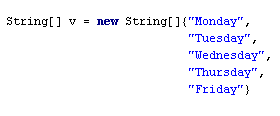 String[] v = new String[]{"Monday",
"Tuesday",
"Wednesday",
"Thursday",
"Friday"}